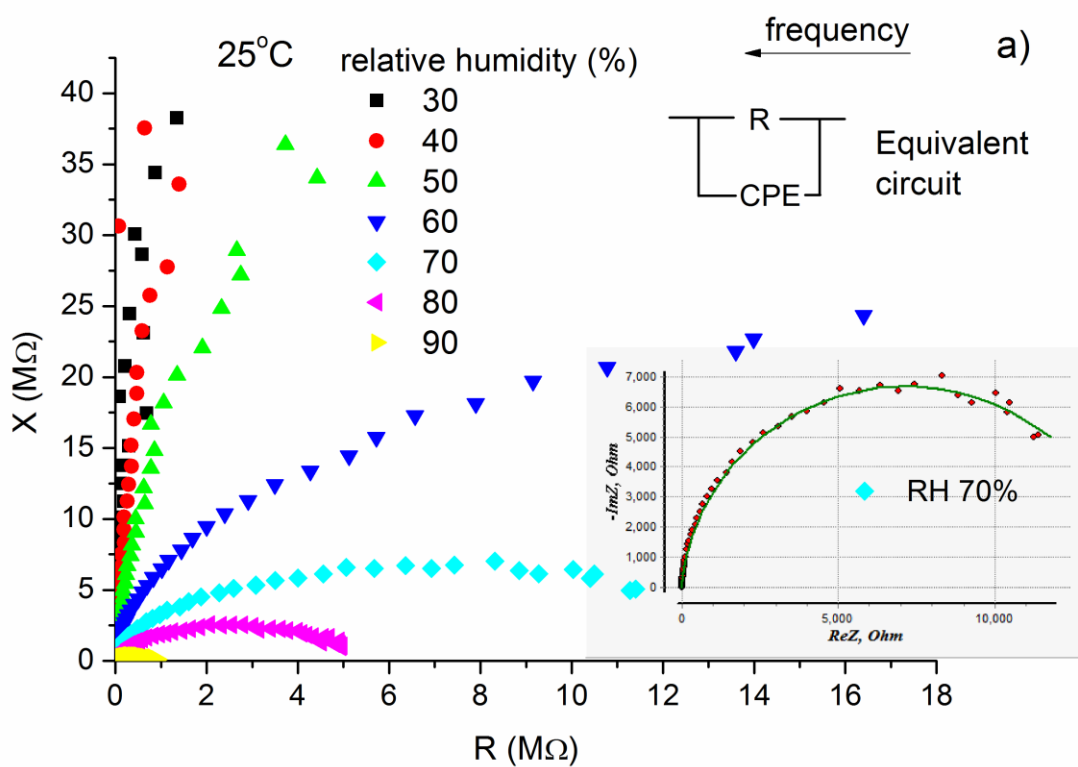 frequency
a)
25°C
relative humidity (%)
30
40
50
60
70
80
90
R
CPE
Equivalent
circuit
X (MΩ)
40
35
30
25
20
15
10
5
0
0
2
4
6
8
10
12
14
16
18
R (MΩ)
-ImZ, Ohm
7,000
6,000
5,000
4,000
3,000
2,000
1,000
0
0
5,000
10,000
ReZ, Ohm
RH 70%